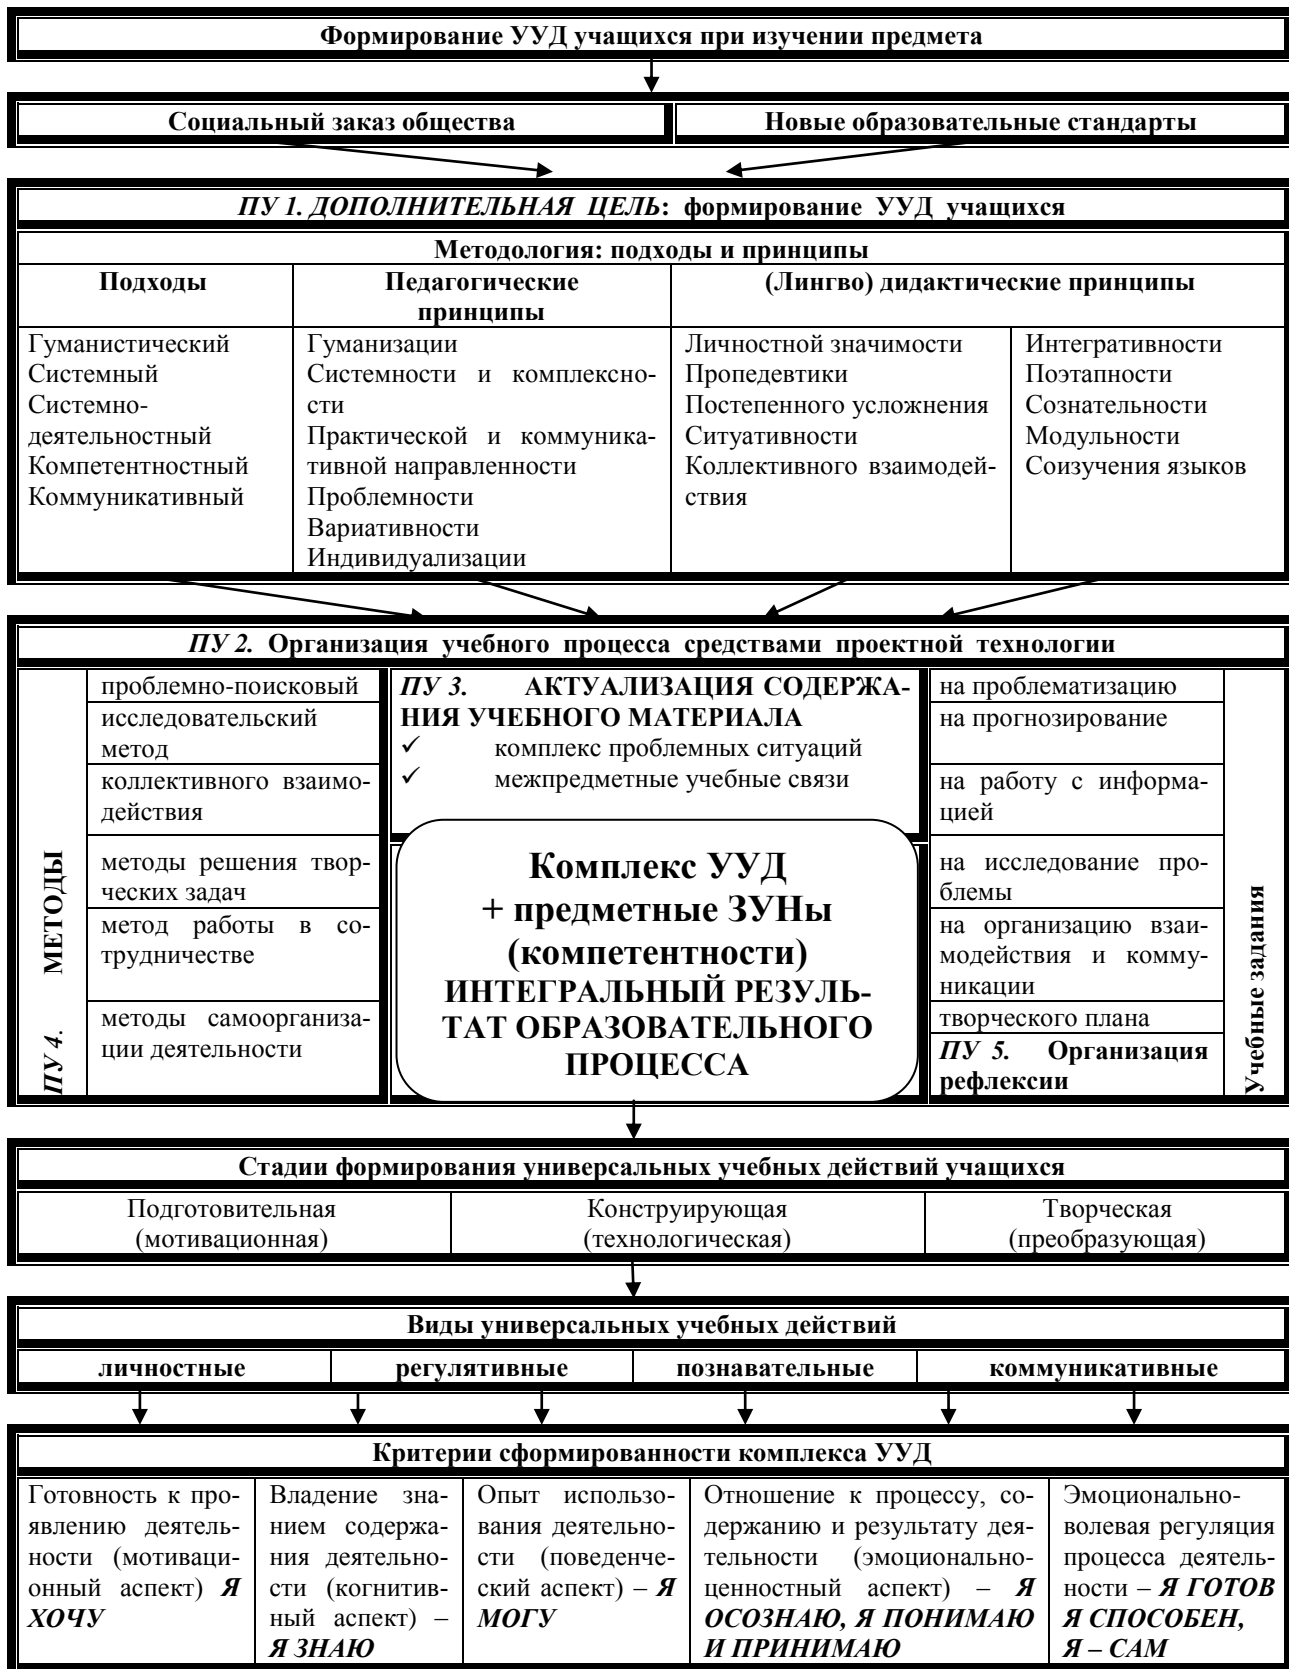 Формирование УУД учащихся при изучении предмета
Социальный заказ общества
Новые образовательные стандарты
ПУ 1. ДОПОЛНИТЕЛЬНАЯ ЦЕЛЬ: формирование УУД учащихся
Методология: подходы и принципы
Подходы
Педагогические
принципы
(Лингво) дидактические принципы
Гуманистический
Системный
Системно-
деятельностный
Компетентностный
Коммуникативный
Гуманизации
Системности и комплексно-
сти
Практической и коммуника-
тивной направленности
Проблемности
Вариативности
Индивидуализации
Личностной значимости
Пропедевтики
Постепенного усложнения
Ситуативности
Коллективного взаимодей-
ствия
Интегративности
Поэтапности
Сознательности
Модульности
Соизучения языков
ПУ 2. Организация учебного процесса средствами проектной технологии
ПУ 4. МЕТОДЫ
проблемно-поисковый
исследовательский
метод
коллективного взаимо-
действия
методы решения твор-
ческих задач
метод работы в со-
трудничестве
методы самоорганиза-
ции деятельности
ПУ 3. АКТУАЛИЗАЦИЯ СОДЕРЖА-
НИЯ УЧЕБНОГО МАТЕРИАЛА
✓ комплекс проблемных ситуаций
✓ межпредметные учебные связи
Комплекс УУД
+ предметные ЗУНы
(компетентности)
ИНТЕГРАЛЬНЫЙ РЕЗУЛЬ-
ТАТ ОБРАЗОВАТЕЛЬНОГО
ПРОЦЕССА
на проблематизацию
на прогнозирование
на работу с информа-
цией
на исследование про-
блемы
на организацию взаи-
модействия и комму-
никации
творческого плана
ПУ 5. Организация
рефлексии
Учебные задания
Стадии формирования универсальных учебных действий учащихся
Подготовительная
(мотивационная)
Конструирующая
(технологическая)
Творческая
(преобразующая)
Виды универсальных учебных действий
личностные
регулятивные
познавательные
коммуникативные
Критерии сформированности комплекса УУД
Готовность к про-
явлению деятель-
ности (мотиваци-
онный аспект) Я
ХОЧУ
Владение зна-
нием содержа-
ния деятельно-
сти (когнитив-
ный аспект) –
Я ЗНАЮ
Опыт использо-
вания деятельно-
сти (поведенче-
ский аспект) – Я
МОГУ
Отношение к процессу, со-
держанию и результату дея-
тельности (эмоционально-
ценностный аспект) – Я
ОСОЗНАЮ, Я ПОНИМАЮ
И ПРИНИМАЮ
Эмоционально-
волевая регуляция
процесса деятель-
ности – Я ГОТОВ
Я СПОСОБЕН,
Я – САМ